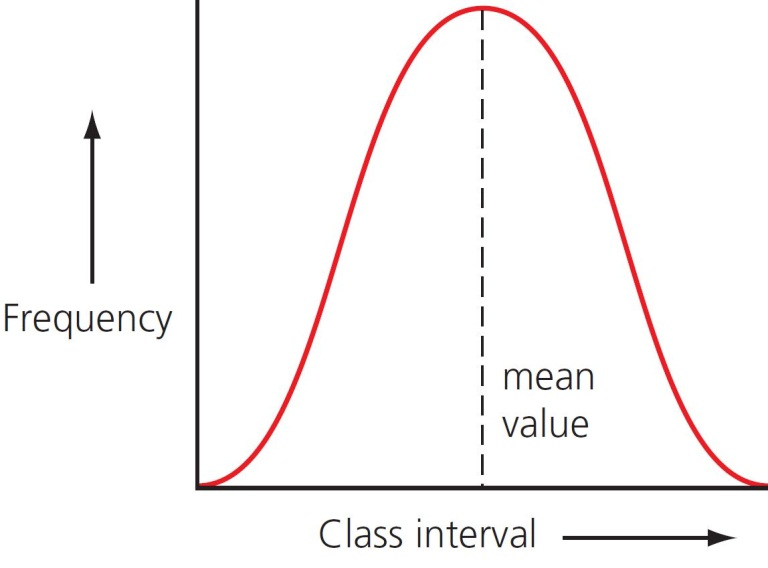 Frequency
mean
value
Class interval